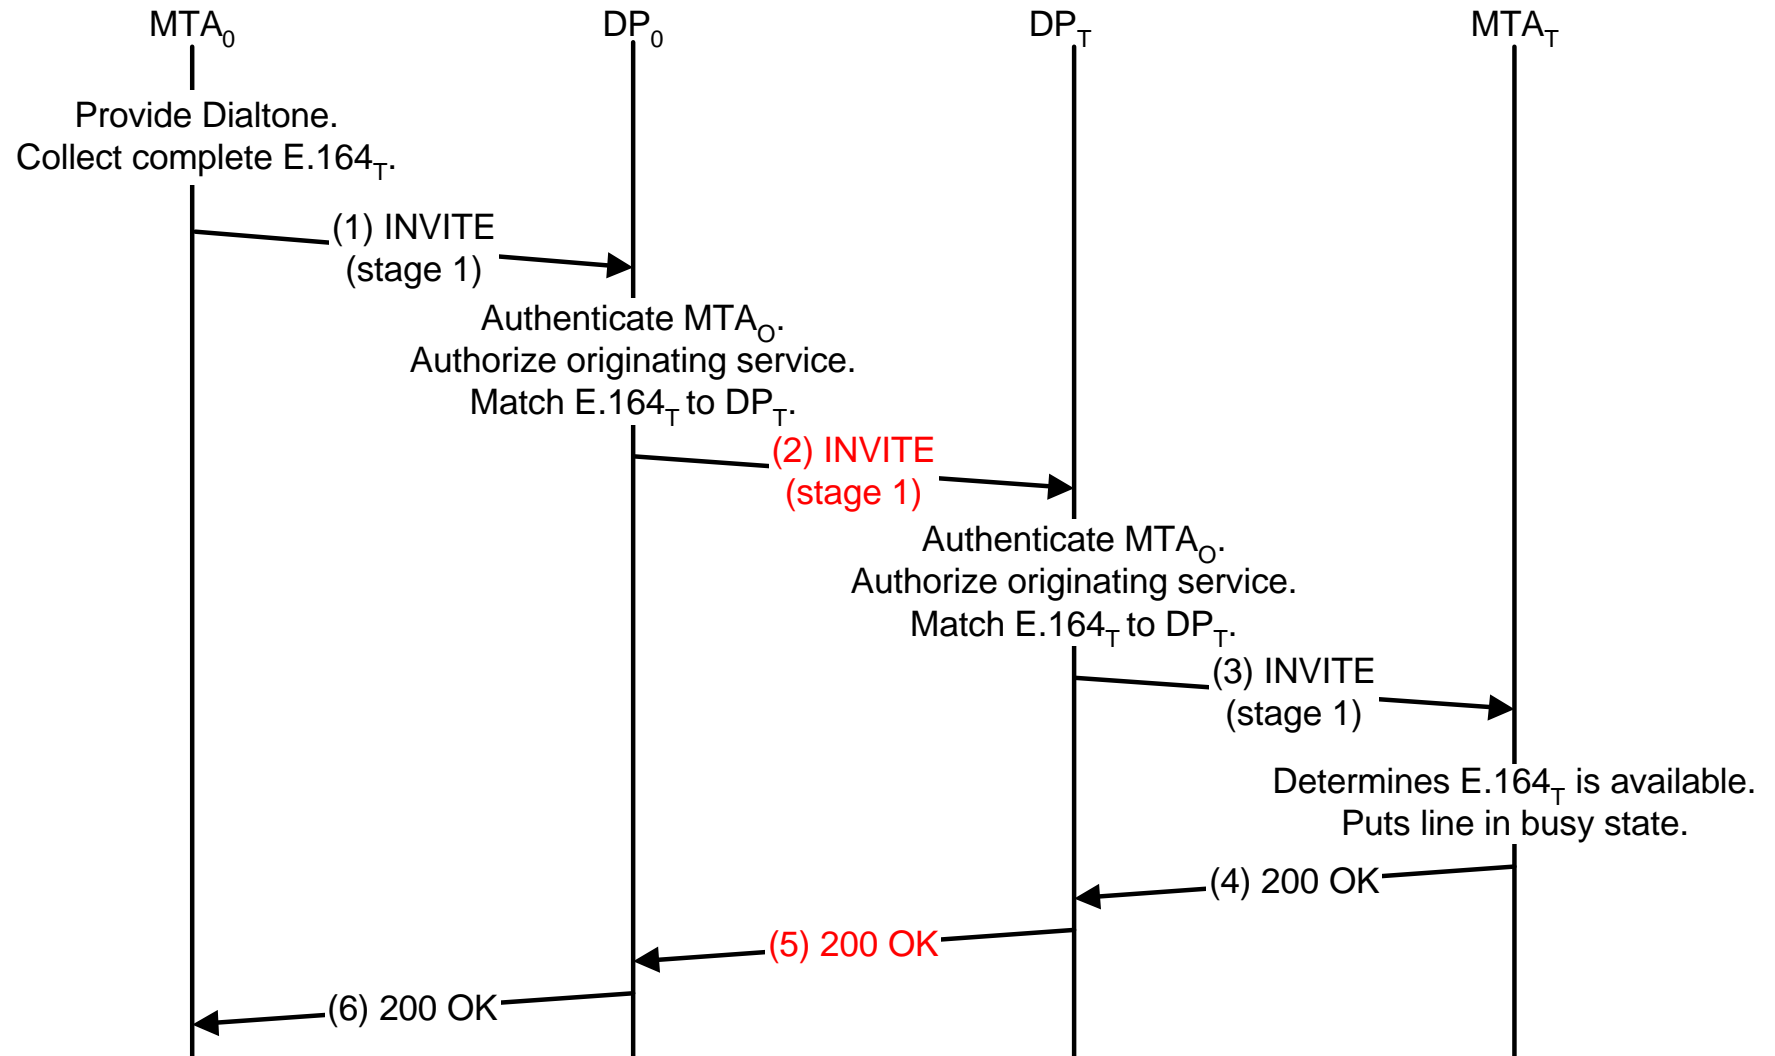 MTA0
DP0
DPT
MTAT
Provide Dialtone.
Collect complete E.164T.
(1) INVITE
(stage 1)
Authenticate MTAO.
Authorize originating service.
Match E.164T to DPT.
(2) INVITE
(stage 1)
Authenticate MTAO.
Authorize originating service.
Match E.164T to DPT.
(3) INVITE
(stage 1)
Determines E.164T is available.
Puts line in busy state.
(4) 200 OK
(5) 200 OK
(6) 200 OK